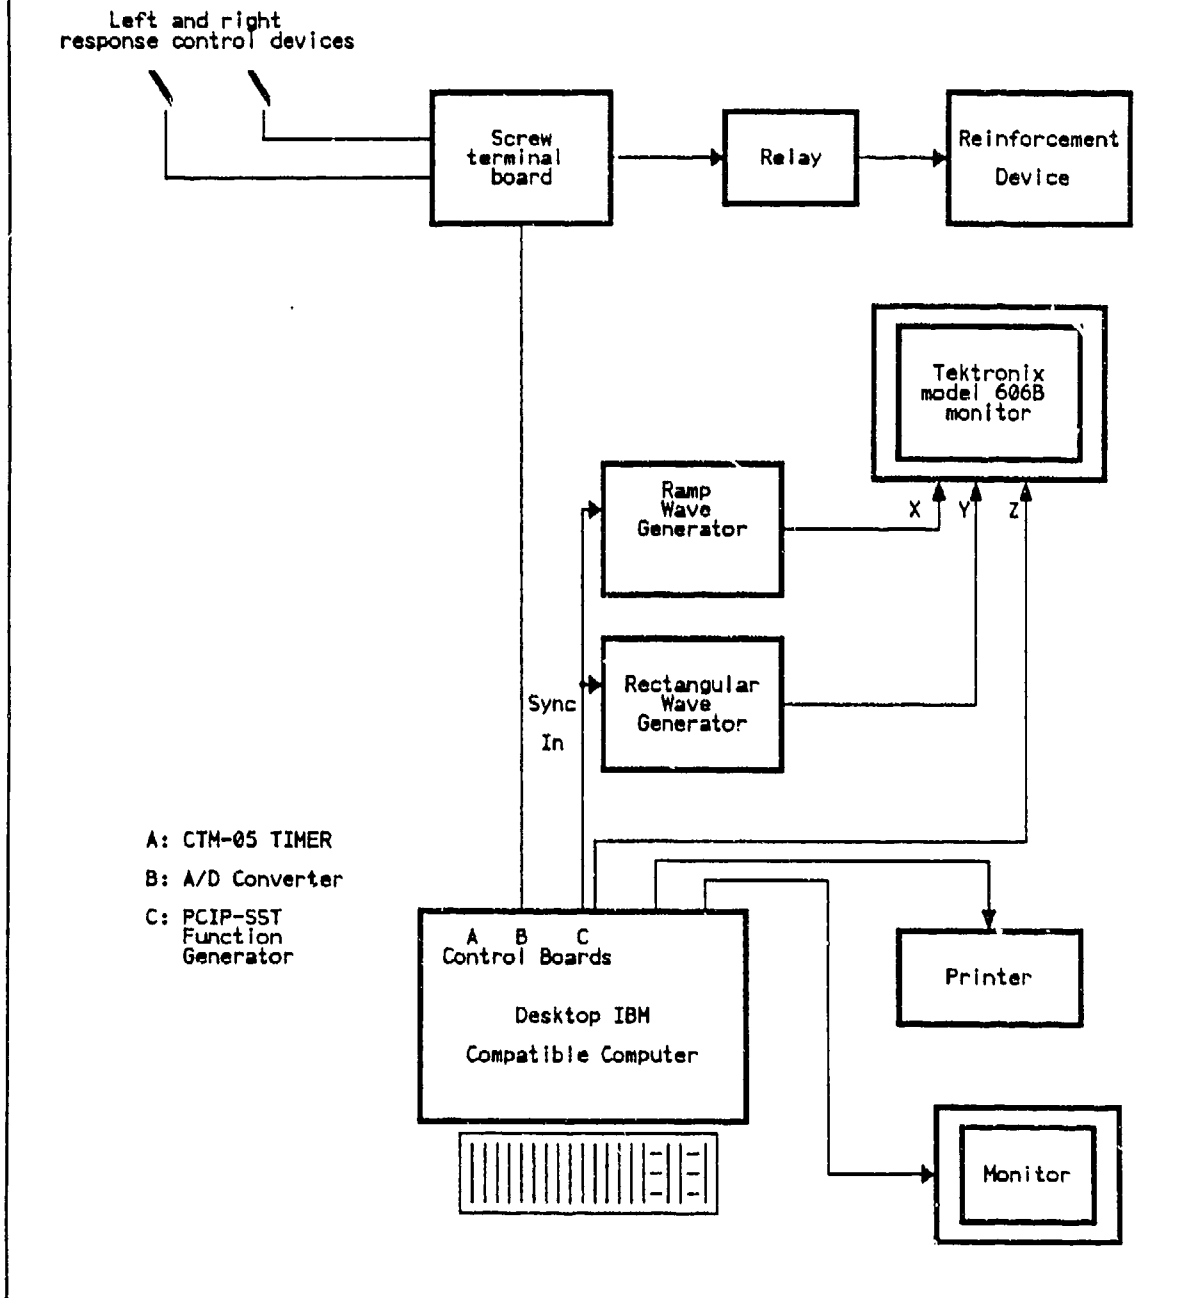 Left and right
response control devices
Screw
terminal
board
Relay
Reinforcement
Device
Tektronix
model 606B
monitor
X Y Z
Ramp
Wave
Generator
Rectangular
Wave
Generator
Sync
In
A: CTM-05 TIMER
B: A/D Converter
C: PCIP-SST
Function
Generator
A B C
Control Boards
Desktop IBM
Compatible Computer
Printer
Monitor